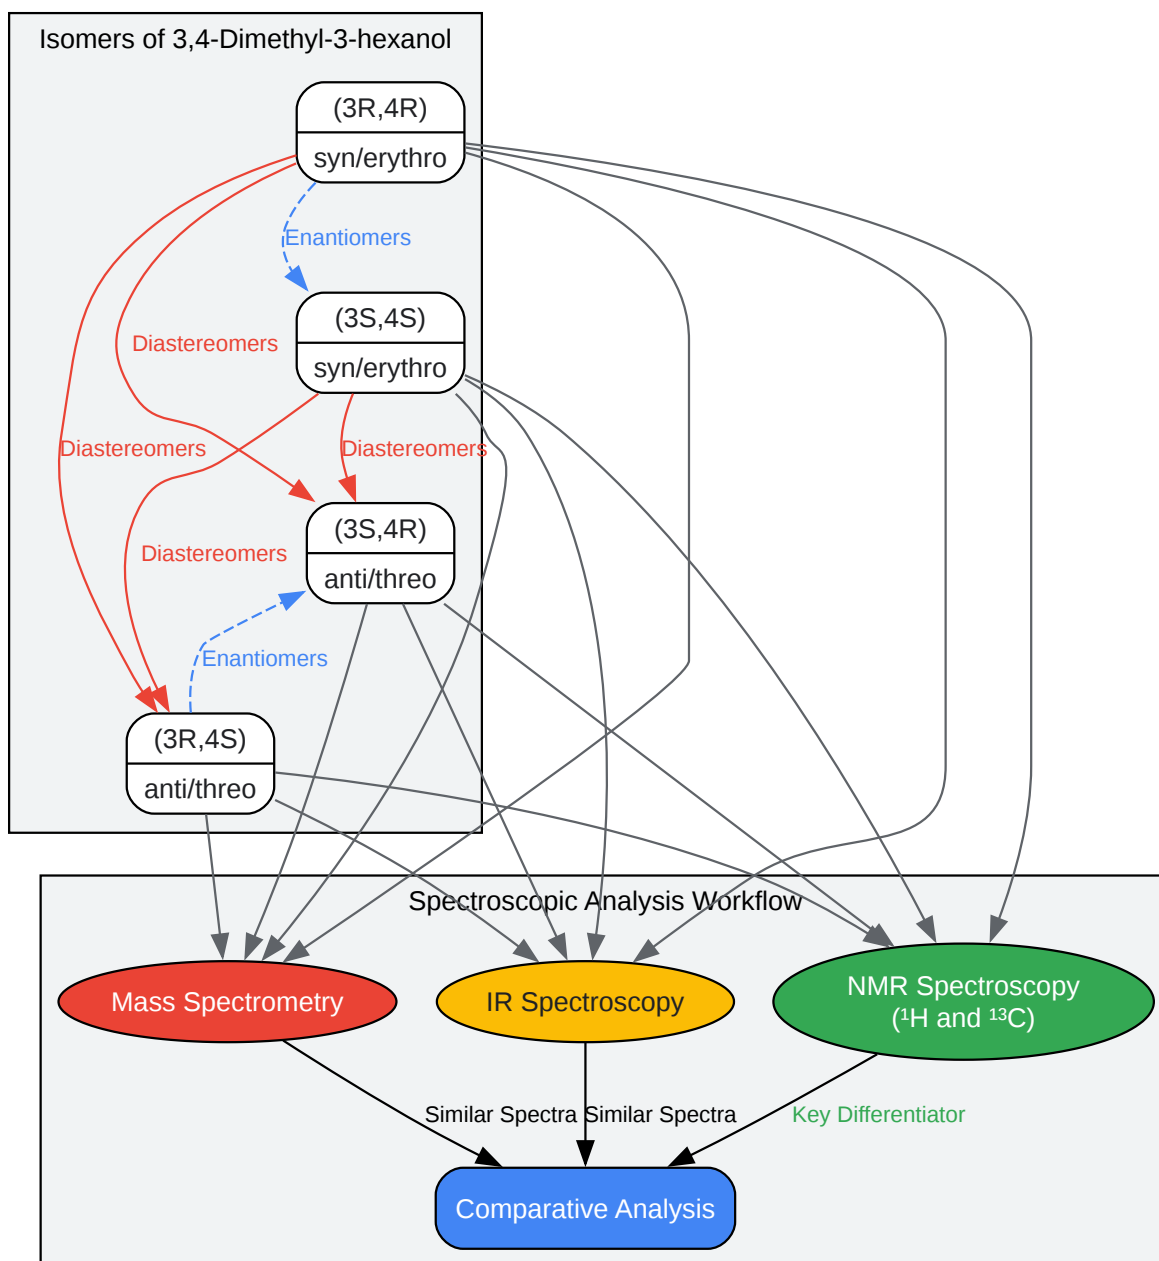 Isomers of 3,4-Dimethyl-3-hexanol
(3R,4R)
syn/erythro
Enantiomers
(3S,4S)
syn/erythro
Diastereomers
Diastereomers
Diastereomers
(3S,4R)
anti/threo
Diastereomers
Enantiomers
(3R,4S)
anti/threo
Spectroscopic Analysis Workflow
Mass Spectrometry
IR Spectroscopy
NMR Spectroscopy
(¹H and ¹³C)
Similar Spectra
Similar Spectra
Key Differentiator
Comparative Analysis